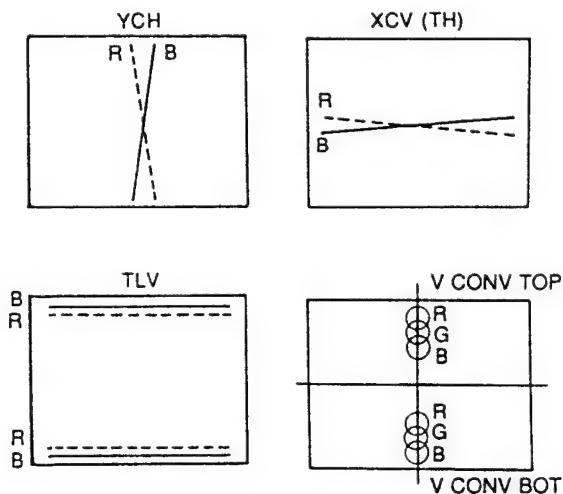 YCH
R B
XCV (TH)
R
B
TLV
B
R
R
B
V CONV TOP
R
G
B
R
G
B
V CONV BOT